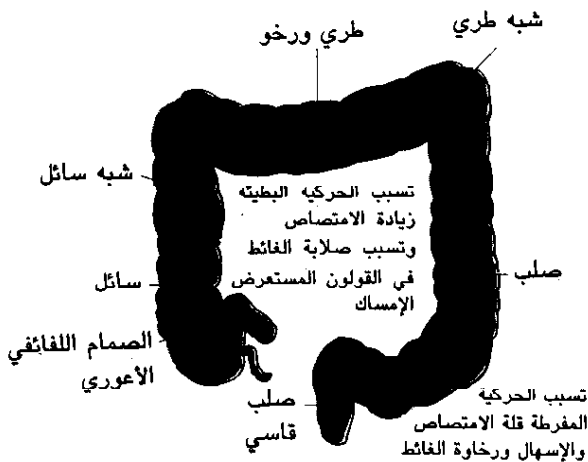 شبه طري
طري ورخو
شبه سائل
تسبب الحركيه البطيئه
زيادة الامتصاص
وتسبب صلابة الغائط
في القولون المستعرض
الإمساك
سائل
صلب
الصمام اللفائفي
الأعوري
صلب
قاسي
تسبب الحركية
المفرطة قلة الامتصاص
والإسهال ورخاوة الغائط